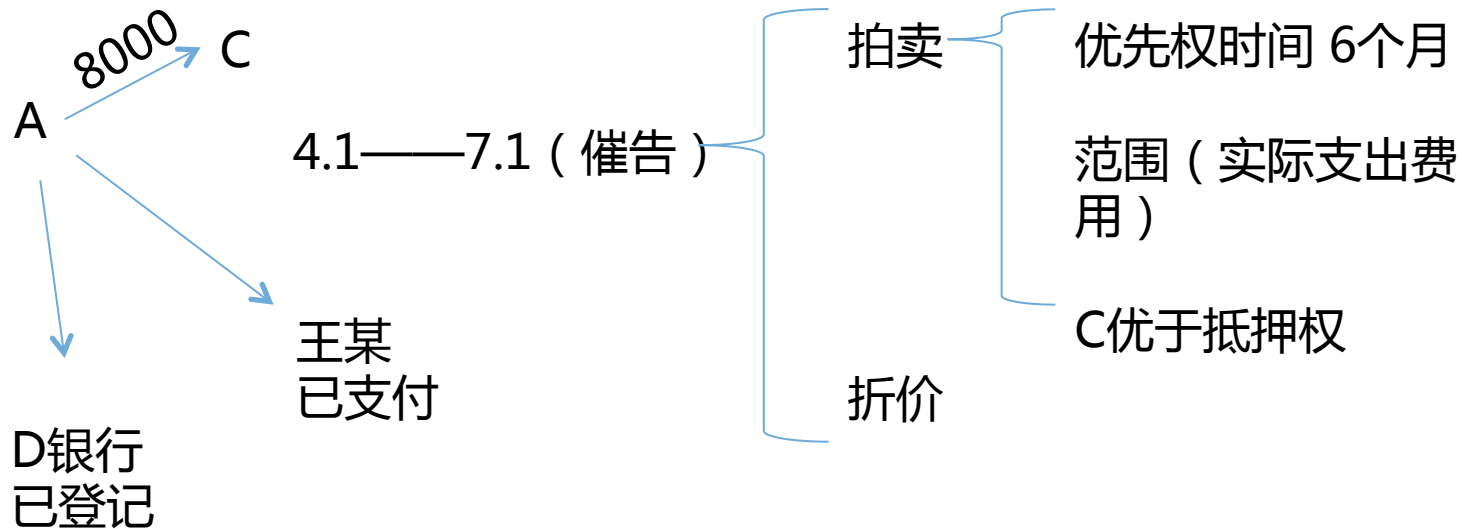 8000
C
A
4.1——7.1（催告）
王某
已支付
D银行
已登记
拍卖
折价
优先权时间 6个月
范围（实际支出费
用）
C优于抵押权